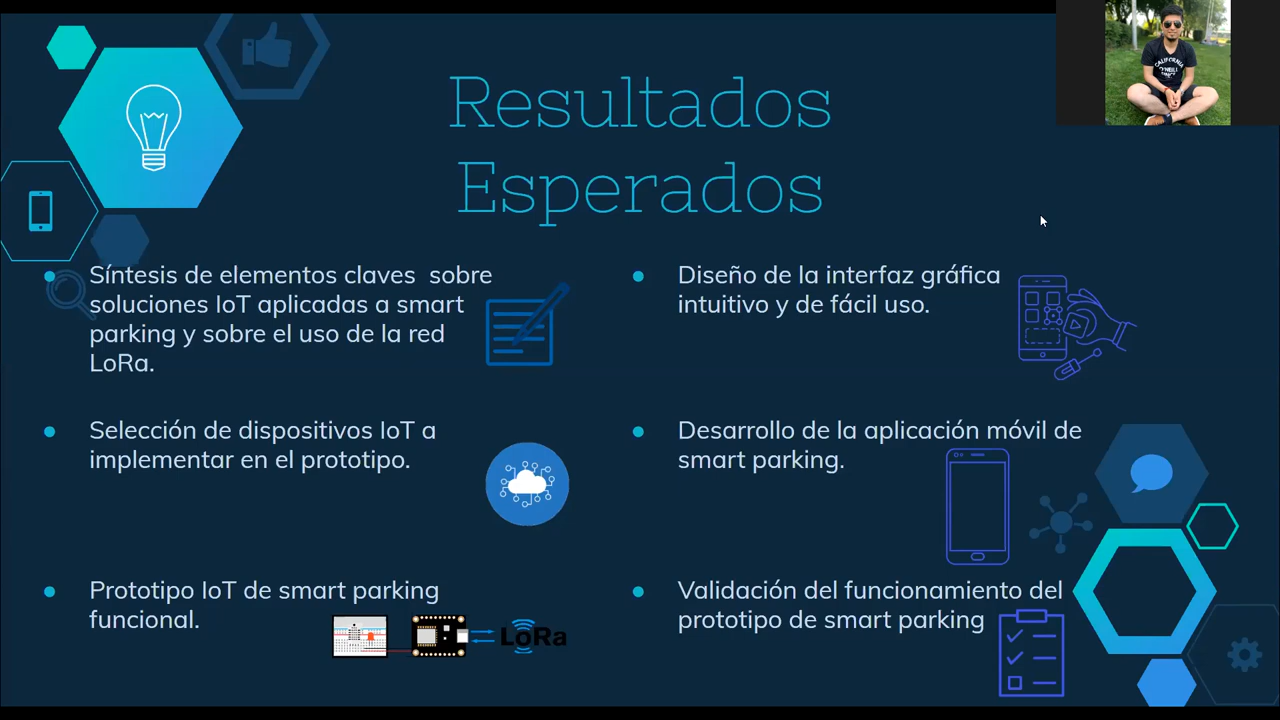 Resultados
Esperados
Síntesis de elementos claves sobre
soluciones IoT aplicadas a smart
parking y sobre el uso de la red
LoRa.
Selección de dispositivos IoT a
implementar en el prototipo.
Prototipo IoT de smart parking
funcional.
LoRa
Diseño de la interfaz gráfica
intuitivo y de fácil uso.
Desarrollo de la aplicación móvil de
smart parking.
Validación del funcionamiento del
prototipo de smart parking
CALIFORNIA
O'NEILL